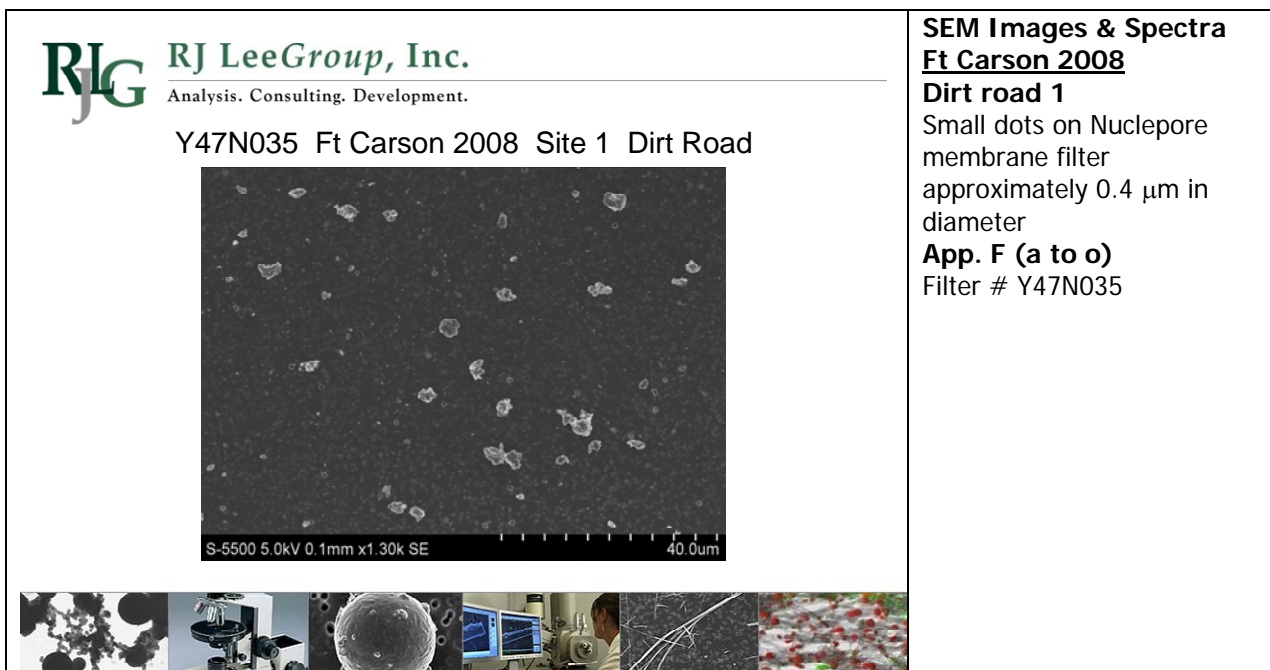 RJLG
RJ LeeGroup, Inc.
Analysis. Consulting. Development.
Y47N035 Ft Carson 2008 Site 1 Dirt Road
S-5500 5.0kV 0.1mm x1.30k SE 40.0um
SEM Images & Spectra
Ft Carson 2008
Dirt road 1
Small dots on Nuclepore
membrane filter
approximately 0.4 μm in
diameter
App. F (a to o)
Filter # Y47N035